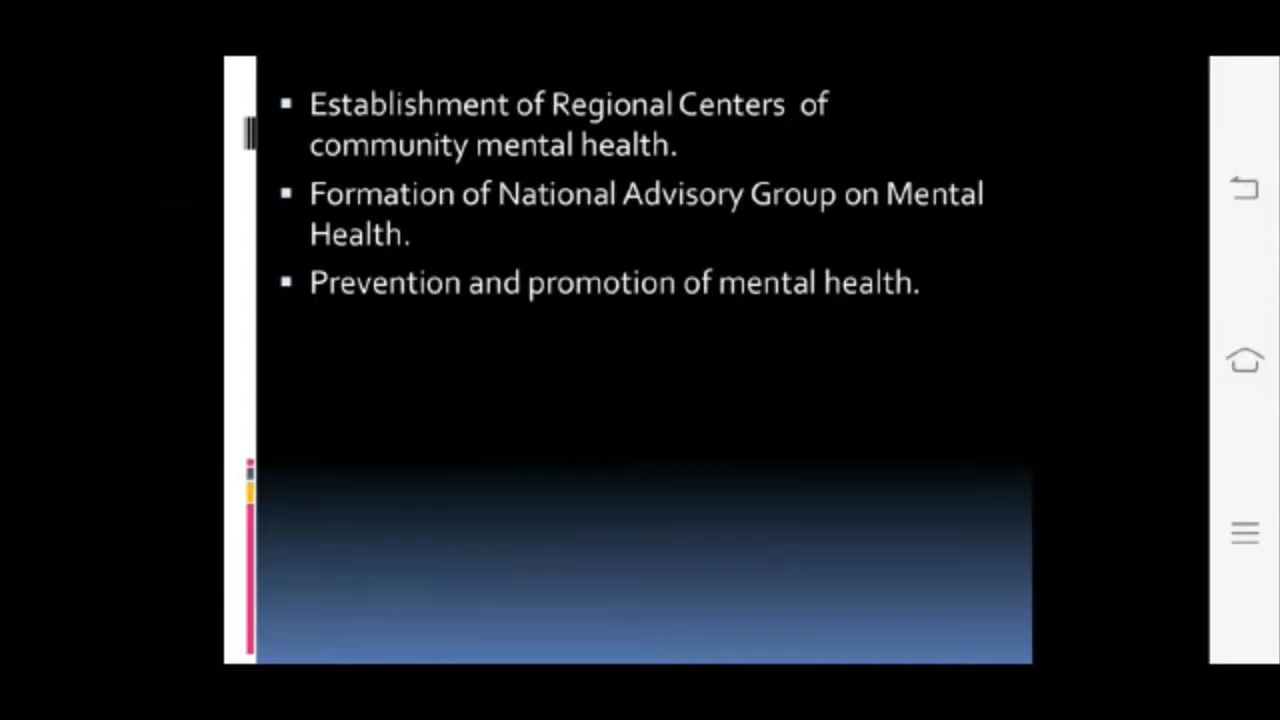 ▪ Establishment of Regional Centers of
community mental health.
▪ Formation of National Advisory Group on Mental
Health.
▪ Prevention and promotion of mental health.